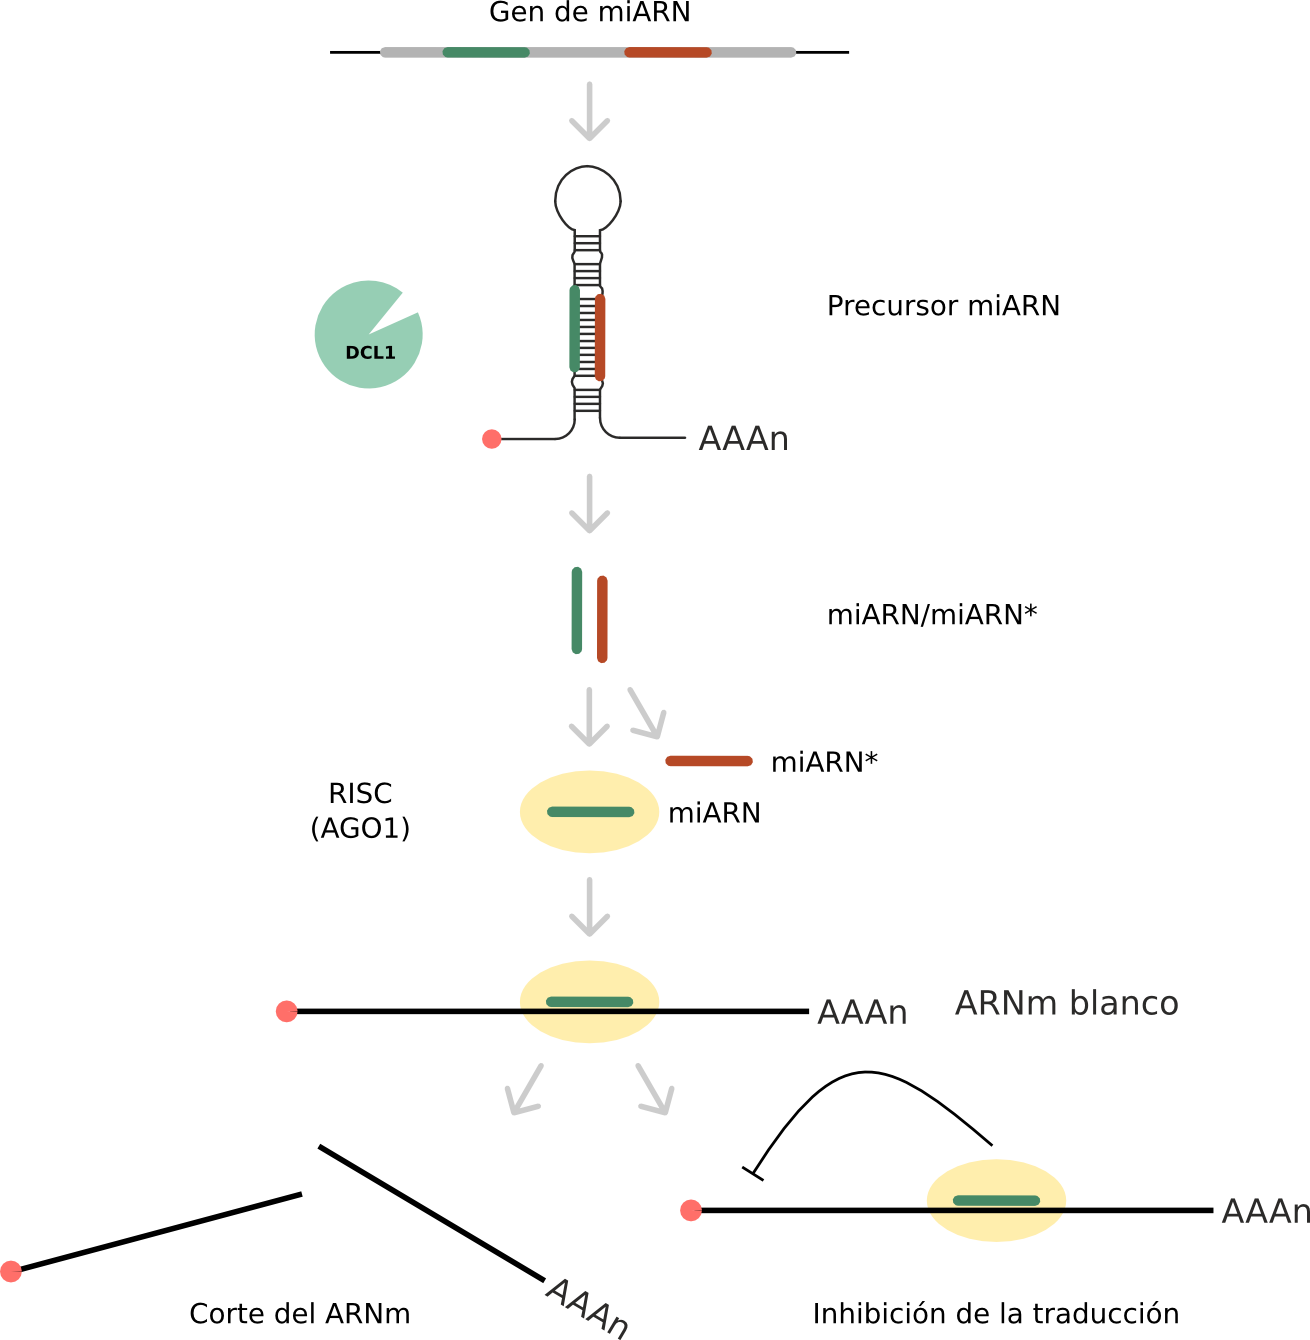 Gen de miARN
DCL1
Precursor miARN
AAAn
miARN/miARN*
miARN*
RISC
(AGO1)
miARN
AAAn
ARNm blanco
AAAn
AAAn
Corte del ARNm
Inhibición de la traducción